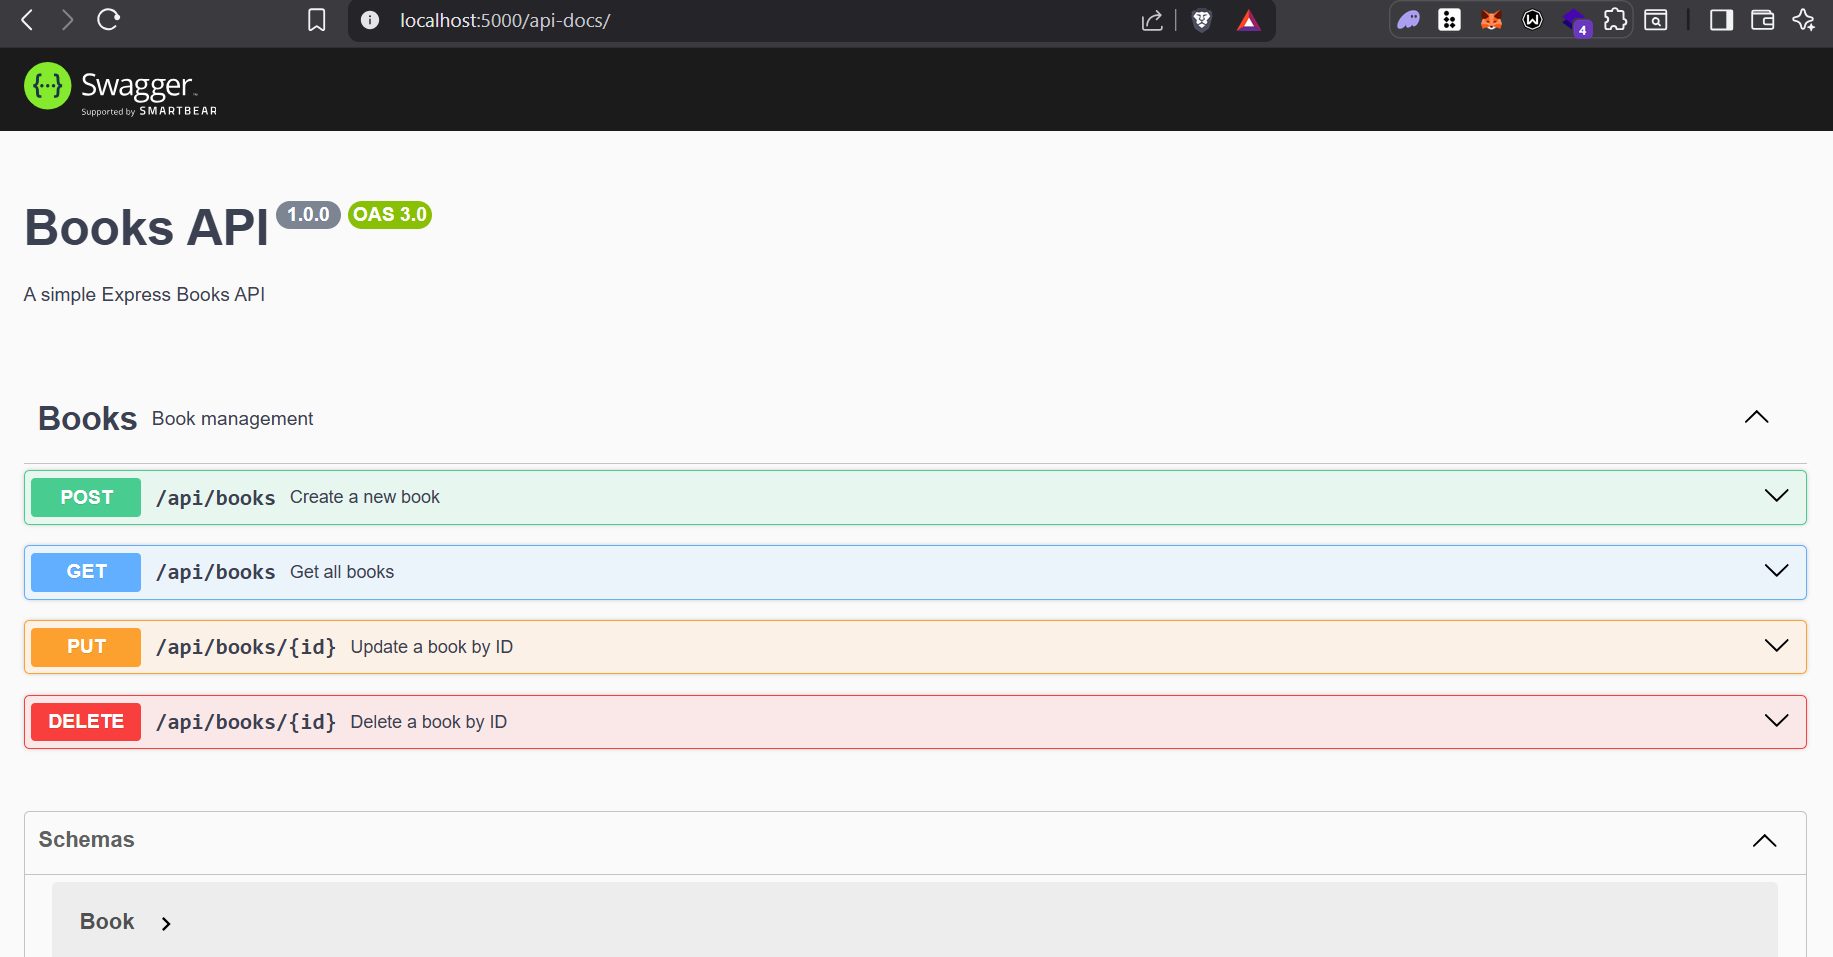 localhost:5000/api-docs/
4
Swagger™
Supported by SMARTBEAR
Books API 1.0.0 OAS 3.0
A simple Express Books API
Books Book management
POST /api/books Create a new book
GET /api/books Get all books
PUT /api/books/{id} Update a book by ID
DELETE /api/books/{id} Delete a book by ID
Schemas
Book